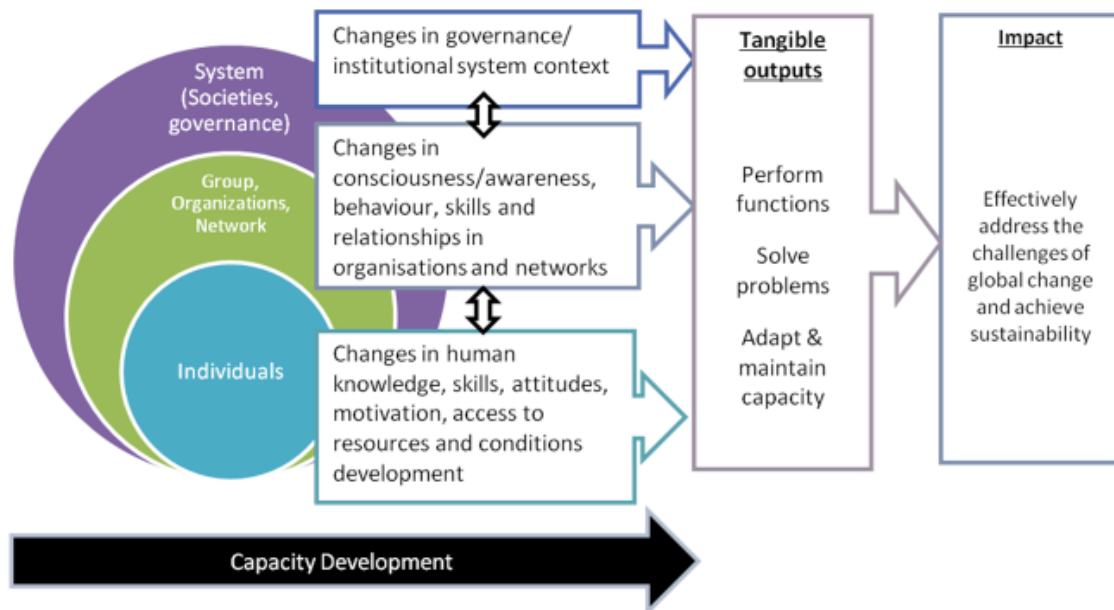 System
(Societies,
governance)
Group,
Organizations,
Network
Individuals
Changes in governance/
institutional system context
Changes in
consciousness/awareness,
behaviour, skills and
relationships in
organisations and networks
Changes in human
knowledge, skills, attitudes,
motivation, access to
resources and conditions
development
Tangible
outputs
Perform
functions
Solve
problems
Adapt &
maintain
capacity
Impact
Effectively
address the
challenges of
global change
and achieve
sustainability
Capacity Development